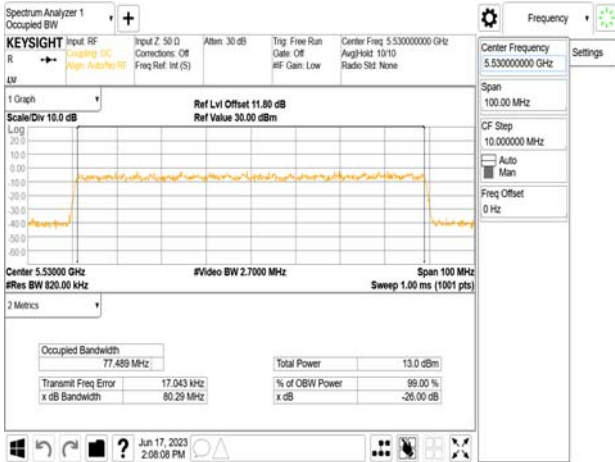 Spectrum Analyzer 1
Occupied BW
+
Frequency
KEYSIGHT
R
LU
Input: RF
Coupling: DC
Align: Auto/No RF
Input Z: 50 Ω
Corrections: Off
Freq Ref: Int (S)
Atten: 30 dB
Trig: Free Run
Gate: Off
#IF Gain: Low
Center Freq: 5.530000000 GHz
Avg|Hold: 10/10
Radio Std: None
Center Frequency
5.530000000 GHz
Settings
Span
100.00 MHz
CF Step
10.000000 MHz
Auto
Man
Freq Offset
0 Hz
1 Graph
Scale/Div 10.0 dB
Ref Lvl Offset 11.80 dB
Ref Value 30.00 dBm
Log
20.0
10.0
0.00
-10.0
-20.0
-30.0
-40.0
-50.0
-60.0
Center 5.53000 GHz
#Res BW 820.00 kHz
#Video BW 2.7000 MHz
Span 100 MHz
Sweep 1.00 ms (1001 pts)
2 Metrics
Occupied Bandwidth
77.489 MHz
Total Power 13.0 dBm
Transmit Freq Error 17.043 kHz
% of OBW Power 99.00 %
x dB Bandwidth 80.29 MHz
x dB -26.00 dB
?
Jun 17, 2023
2:08:08 PM